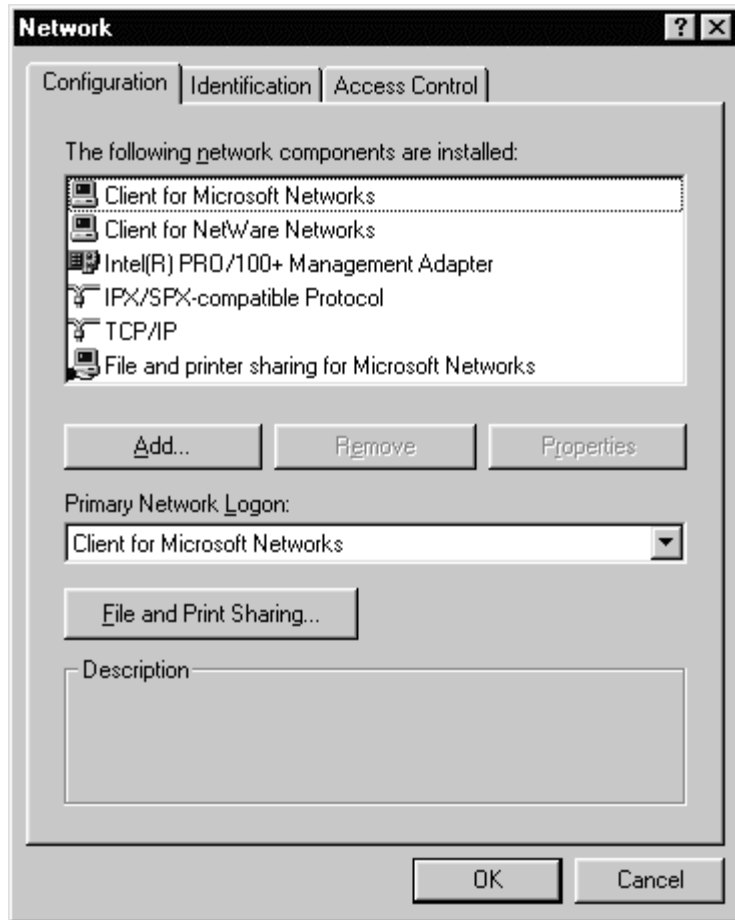 Network
Configuration Identification Access Control
The following network components are installed:
Client for Microsoft Networks
Client for NetWare Networks
Intel(R) PRO/100+ Management Adapter
IPX/SPX-compatible Protocol
TCP/IP
File and printer sharing for Microsoft Networks
Add... Remove Properties
Primary Network Logon:
Client for Microsoft Networks
File and Print Sharing...
Description
OK Cancel